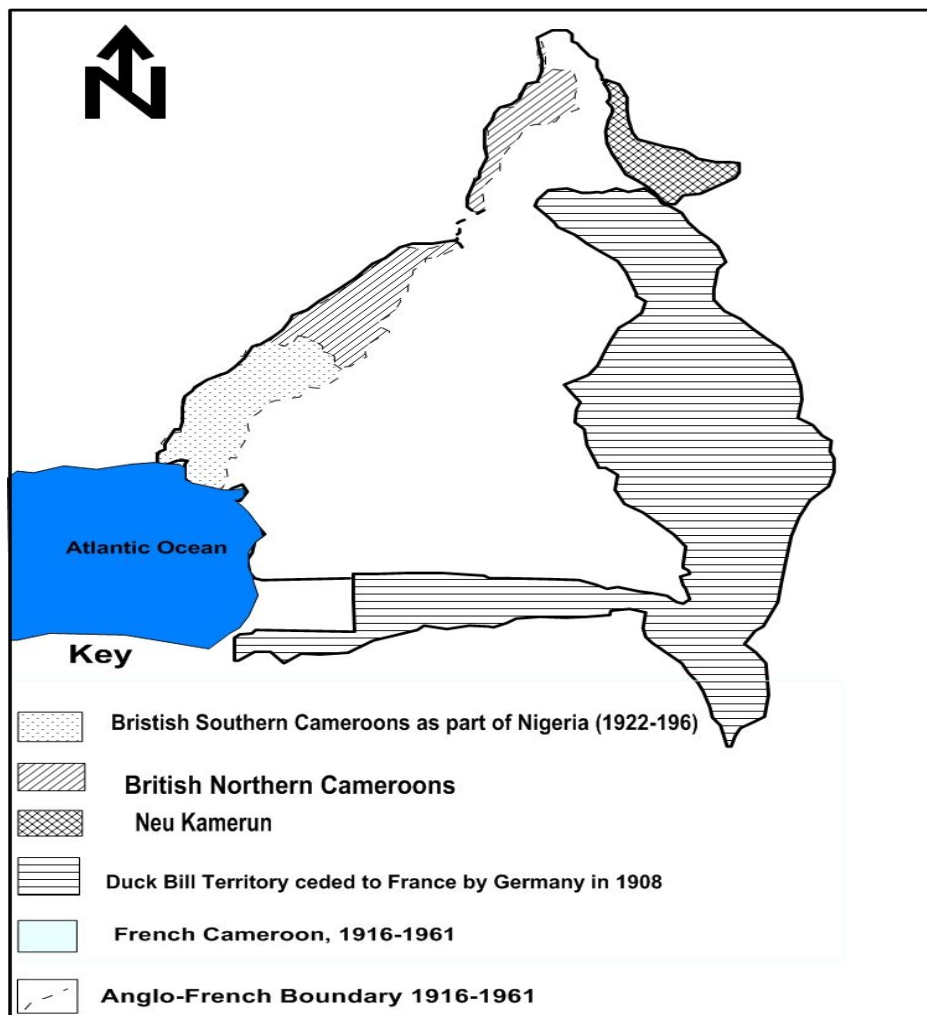 N
Atlantic Ocean
Key
Bristish Southern Cameroons as part of Nigeria (1922-196)
British Northern Cameroons
Neu Kamerun
Duck Bill Territory ceded to France by Germany in 1908
French Cameroon, 1916-1961
Anglo-French Boundary 1916-1961